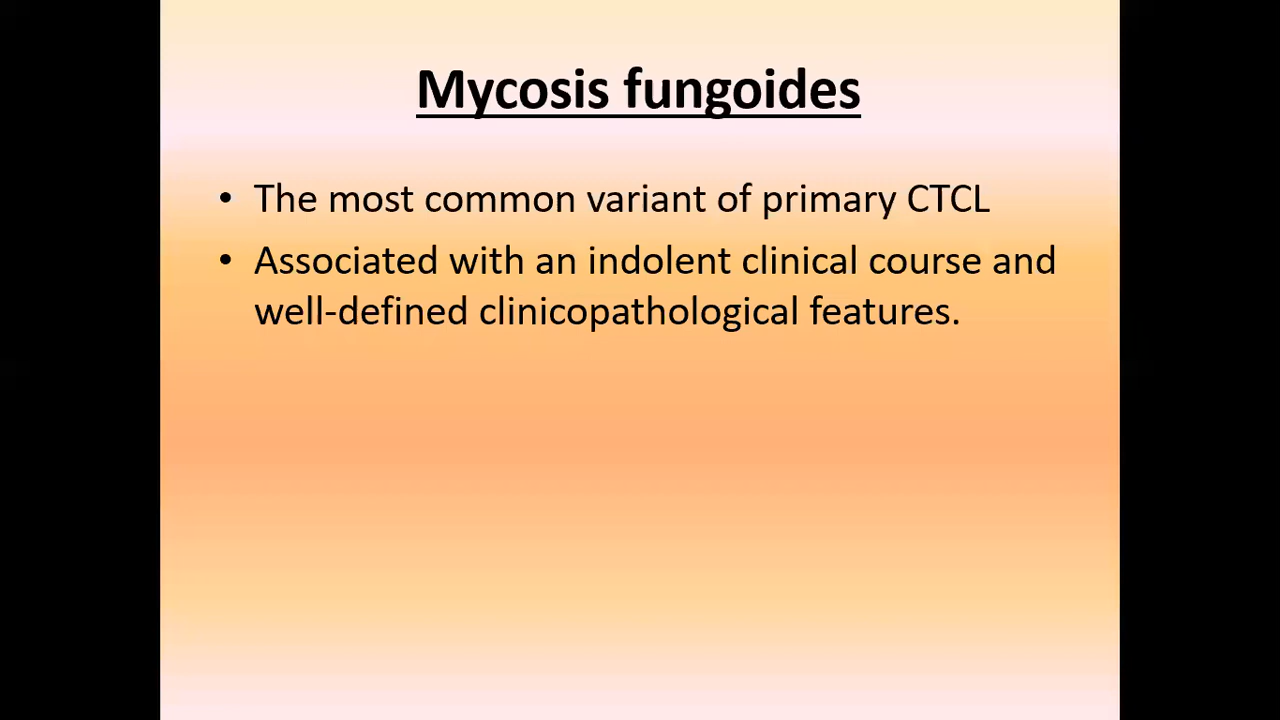 Mycosis fungoides
• The most common variant of primary CTCL
• Associated with an indolent clinical course and
well-defined clinicopathological features.